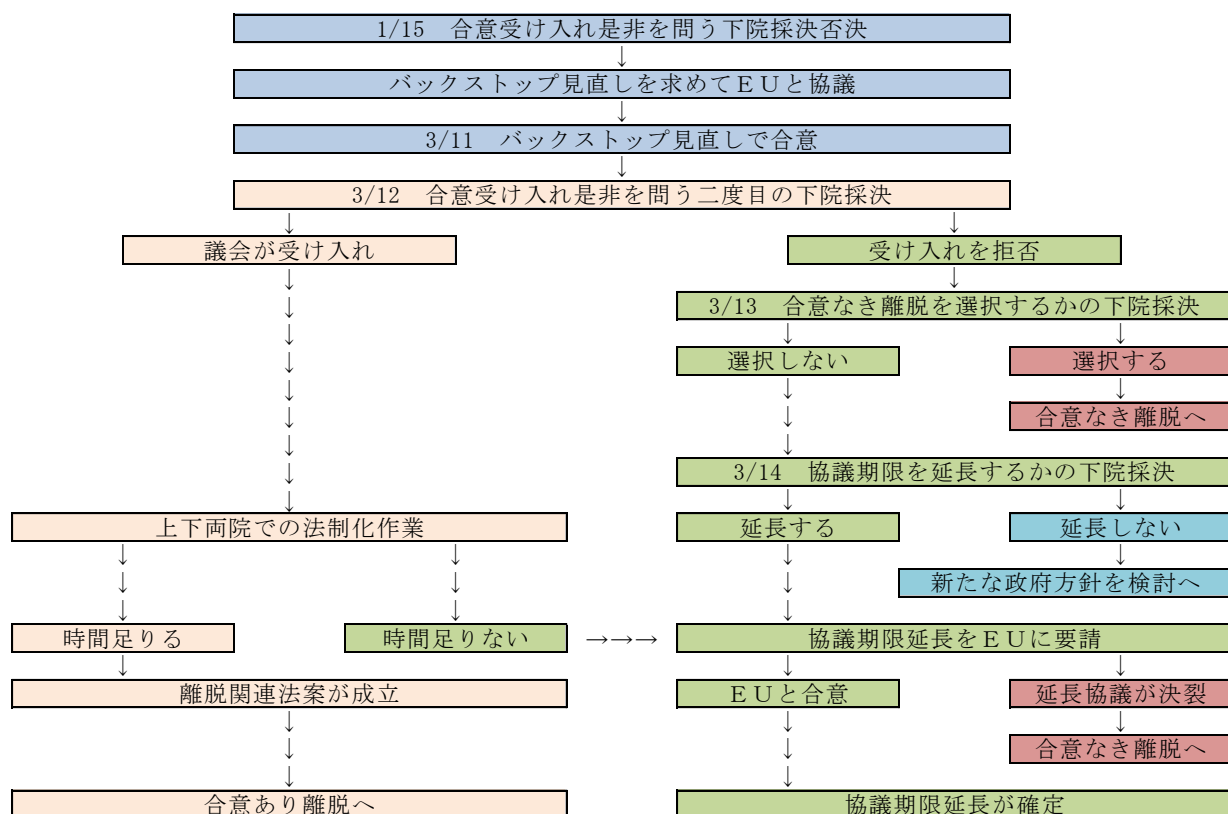 1/15　合意受け入れ是非を問う下院採決否決
↓
バックストップ見直しを求めてＥＵと協議
↓
3/11　バックストップ見直しで合意
↓
3/12　合意受け入れ是非を問う二度目の下院採決
↓ ↓
議会が受け入れ 受け入れを拒否
↓ ↓
↓ 3/13　合意なき離脱を選択するかの下院採決
↓ ↓ ↓
↓ 選択しない 選択する
↓ ↓ ↓
↓ ↓ 合意なき離脱へ
↓ ↓
↓ 3/14　協議期限を延長するかの下院採決
↓ ↓ ↓
上下両院での法制化作業 延長する 延長しない
↓ ↓ ↓ ↓
↓ ↓ ↓ 新たな政府方針を検討へ
↓ ↓ ↓
時間足りる 時間足りない →→→ 協議期限延長をＥＵに要請
↓ ↓ ↓
離脱関連法案が成立 ＥＵと合意 延長協議が決裂
↓ ↓ ↓
↓ ↓ 合意なき離脱へ
↓ ↓
合意あり離脱へ 協議期限延長が確定